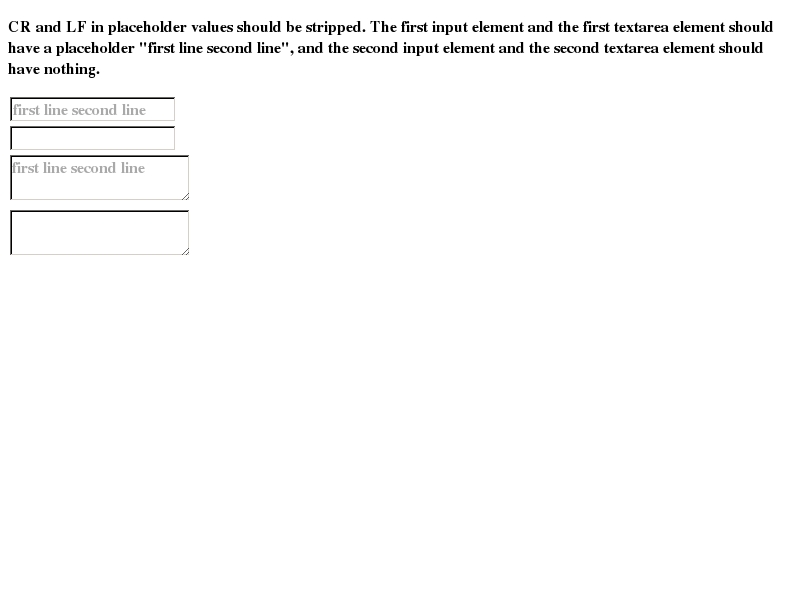 CR and LF in placeholder values should be stripped. The first input element and the first textarea element should
have a placeholder "first line second line", and the second input element and the second textarea element should
have nothing.
first line second line
first line second line